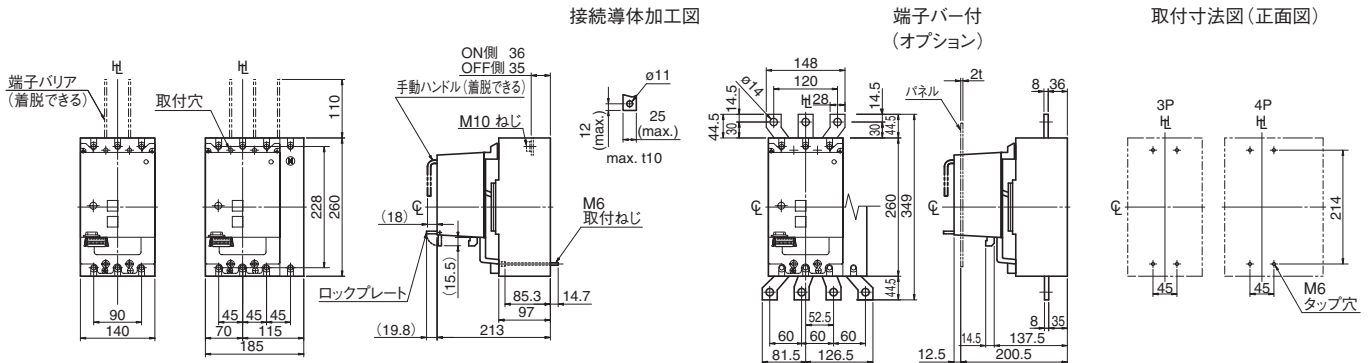 接続導体加工図
端子バー付
(オプション)
取付寸法図(正面図)
端子バリア
(着脱できる)
取付穴
110
228
260
90
140
45 45 45
70 115
185
ON側 36
OFF側 35
手動ハンドル(着脱できる)
M10 ねじ
ø11
12
(max.)
25
(max.)
max. t10
(18)
(15.5)
M6
取付ねじ
ロックプレート
85.3 14.7
97
(19.8) 213
148
120
28
ø14
14.5
30
44.5
14.5
30
44.5
260
349
44.5
52.5
60 60 60
81.5 126.5
パネル
2t
8 36
8 35
14.5 137.5
12.5 200.5
3P
4P
214
45
45
M6
タップ穴